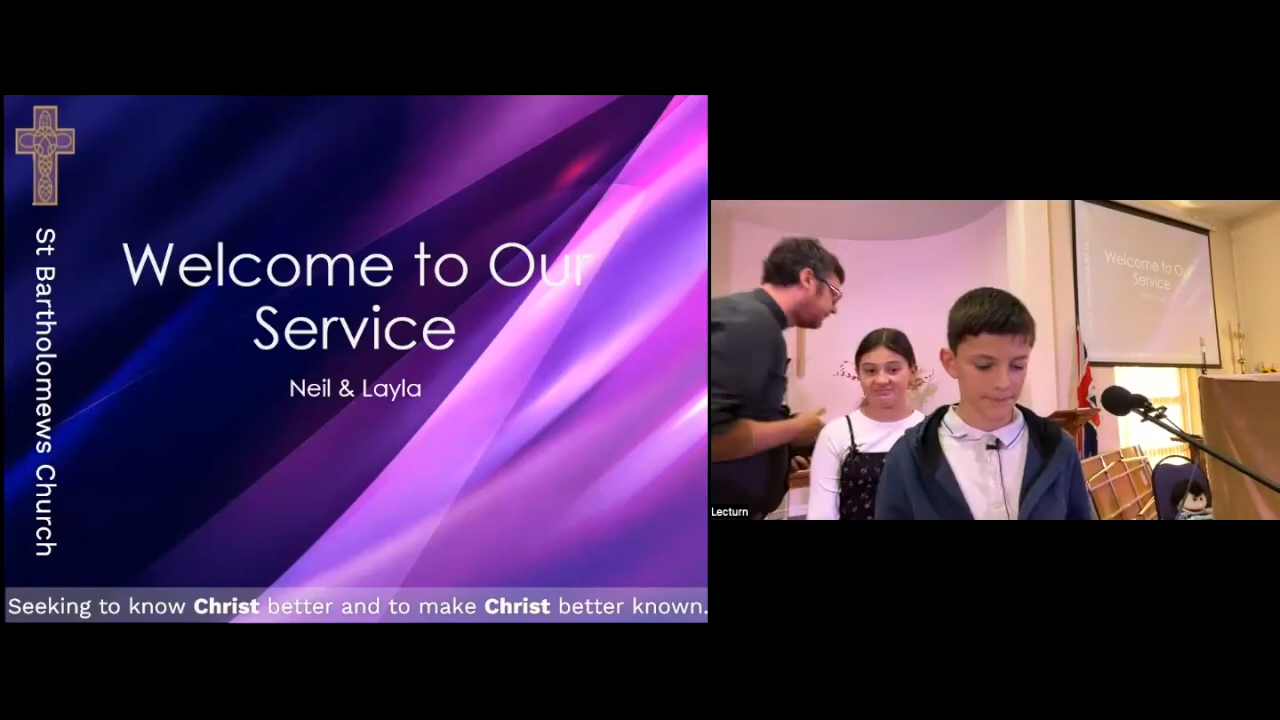 St Bartholomews Church
Welcome to Our
Service
Neil & Layla
Seeking to know Christ better and to make Christ better known.
Welcome to Our
Service
Lecturn